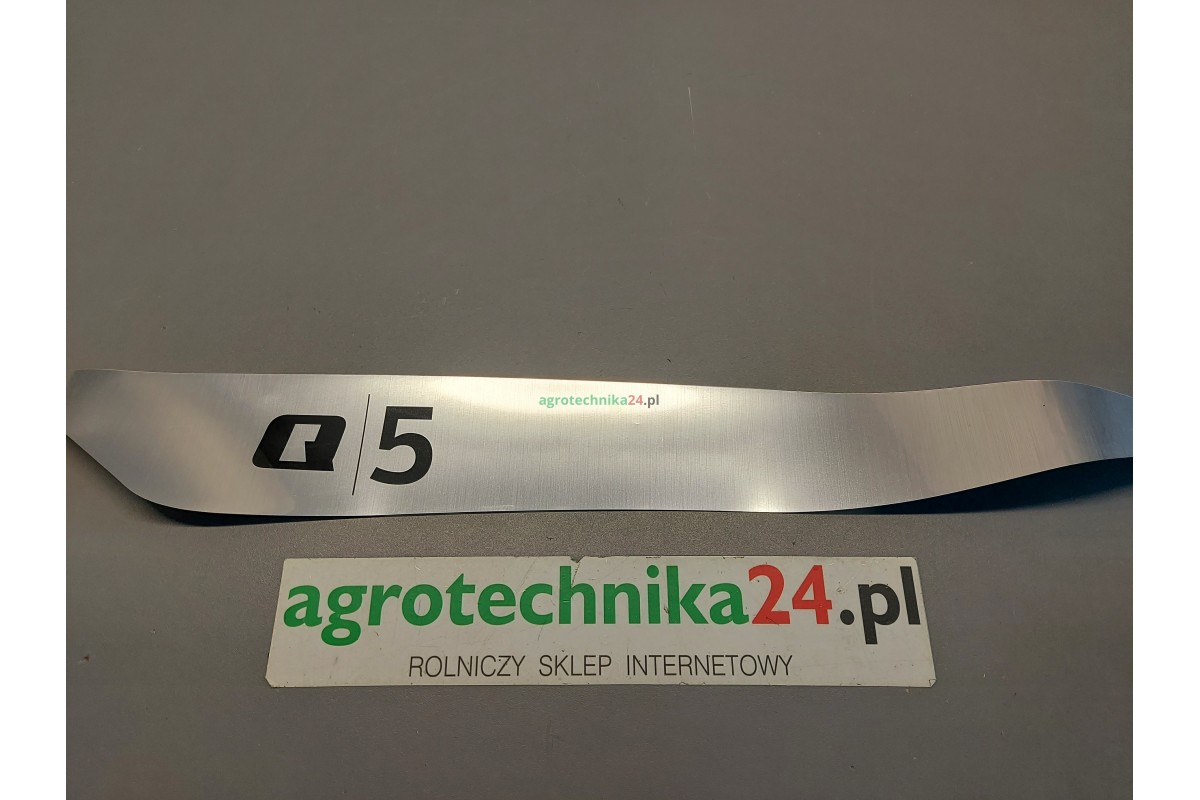 agrotechnika24.pl
Q 5
agrotechnika24.pl
ROLNICZY SKLEP INTERNETOWY